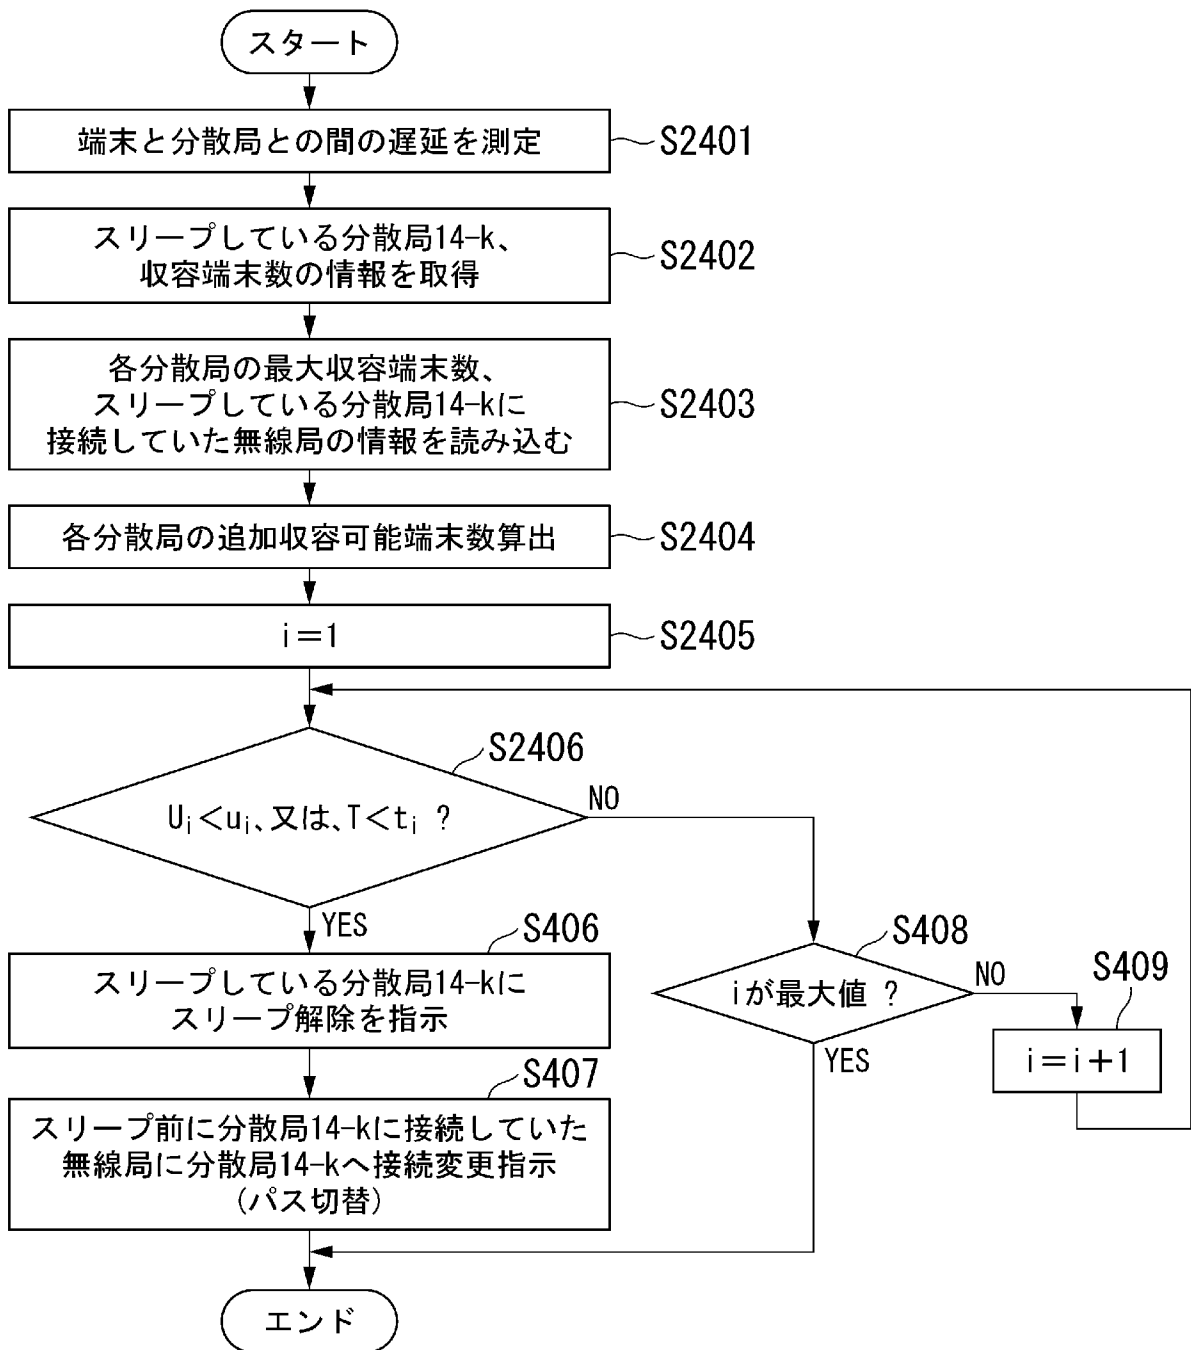 スタート
端末と分散局との間の遅延を測定
S2401
スリープしている分散局14-k、
収容端末数の情報を取得
S2402
各分散局の最大収容端末数、
スリープしている分散局14-kに
接続していた無線局の情報を読み込む
S2403
各分散局の追加収容可能端末数算出
S2404
i=1
S2405
S2406
Ui<ui、又は、T<ti ?
NO
YES
S406
スリープしている分散局14-kに
スリープ解除を指示
S408
iが最大値 ?
NO
YES
S409
i=i+1
S407
スリープ前に分散局14-kに接続していた
無線局に分散局14-kへ接続変更指示
(パス切替)
エンド